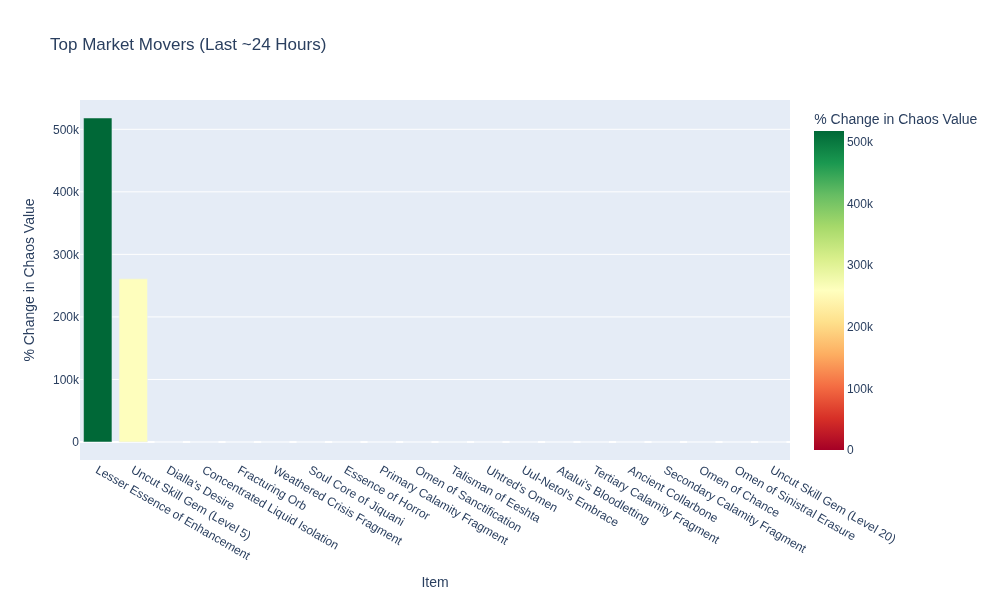 Top Market Movers (Last ~24 Hours)
% Change in Chaos Value
500k
400k
300k
200k
100k
0
Lesser Essence of Enhancement
Uncut Skill Gem (Level 5)
Dialla's Desire
Concentrated Liquid Isolation
Fracturing Orb
Weathered Crisis Fragment
Soul Core of Jiquani
Essence of Horror
Primary Calamity Fragment
Omen of Sanctification
Talisman of Eeshta
Uhtred's Omen
Uul-Netol's Embrace
Atalui's Bloodletting
Tertiary Calamity Fragment
Ancient Collarbone
Secondary Calamity Fragment
Omen of Chance
Omen of Sinistral Erasure
Uncut Skill Gem (Level 20)
Item
% Change in Chaos Value
500k
400k
300k
200k
100k
0